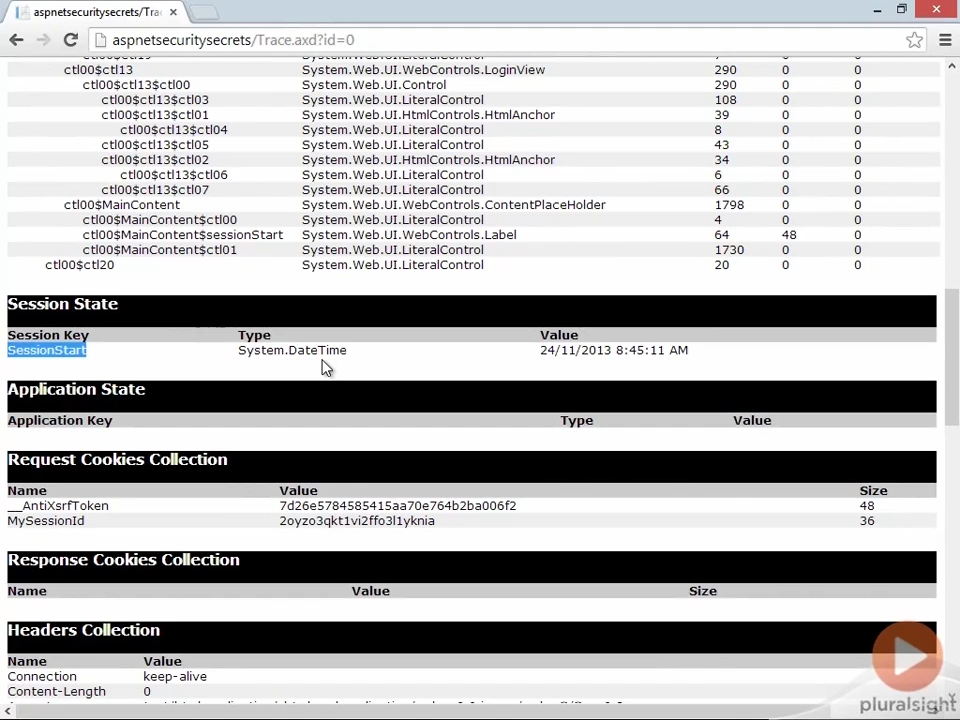 aspnetsecuritysecrets/Tra
aspnetsecuritysecrets/Trace.axd?id=0
ctl00$ctl13 System.Web.UI.WebControls.LoginView 290 0
ctl00$ctl13$ctl00 System.Web.UI.Control 290 0 0
ctl00$ctl13$ctl03 System.Web.UI.LiteralControl 108 0 0
ctl00$ctl13$ctl01 System.Web.UI.HtmlControls.HtmlAnchor 39 0 0
ctl00$ctl13$ctl04 System.Web.UI.LiteralControl 8 0 0
ctl00$ctl13$ctl05 System.Web.UI.LiteralControl 43 0 0
ctl00$ctl13$ctl02 System.Web.UI.HtmlControls.HtmlAnchor 34 0 0
ctl00$ctl13$ctl06 System.Web.UI.LiteralControl 6 0 0
ctl00$ctl13$ctl07 System.Web.UI.LiteralControl 66 0 0
ctl00$MainContent System.Web.UI.WebControls.ContentPlaceHolder 1798 0 0
ctl00$MainContent$ctl00 System.Web.UI.LiteralControl 4 0 0
ctl00$MainContent$sessionStart System.Web.UI.WebControls.Label 64 48 0
ctl00$MainContent$ctl01 System.Web.UI.LiteralControl 1730 0 0
ctl00$ctl20 System.Web.UI.LiteralControl 20 0 0
Session State
Session Key Type Value
SessionStart System.DateTime 24/11/2013 8:45:11 AM
Application State
Application Key Type Value
Request Cookies Collection
Name Value Size
__AntiXsrfToken 7d26e5784585415aa70e764b2ba006f2 48
MySessionId 2oyzo3qkt1vi2ffo3l1yknia 36
Response Cookies Collection
Name Value Size
Headers Collection
Name Value
Connection keep-alive
Content-Length 0
pluralsight